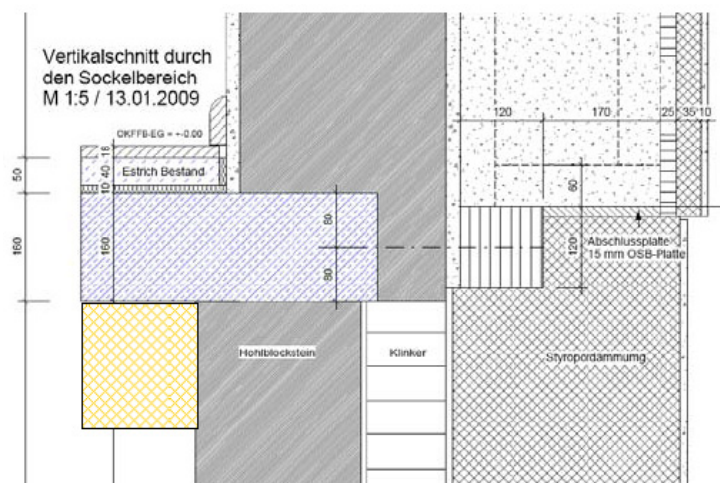 Vertikalschnitt durch
den Sockelbereich
M 1:5 / 13.01.2009
OKFFB-EG = +-0.00
120
170
25
35
10
16
50
40
Estrich Bestand
10
60
160
160
80
80
120
Abschlussplatte
15 mm OSB-Platte
Hohlblockstein
Klinker
Styropordämmumg